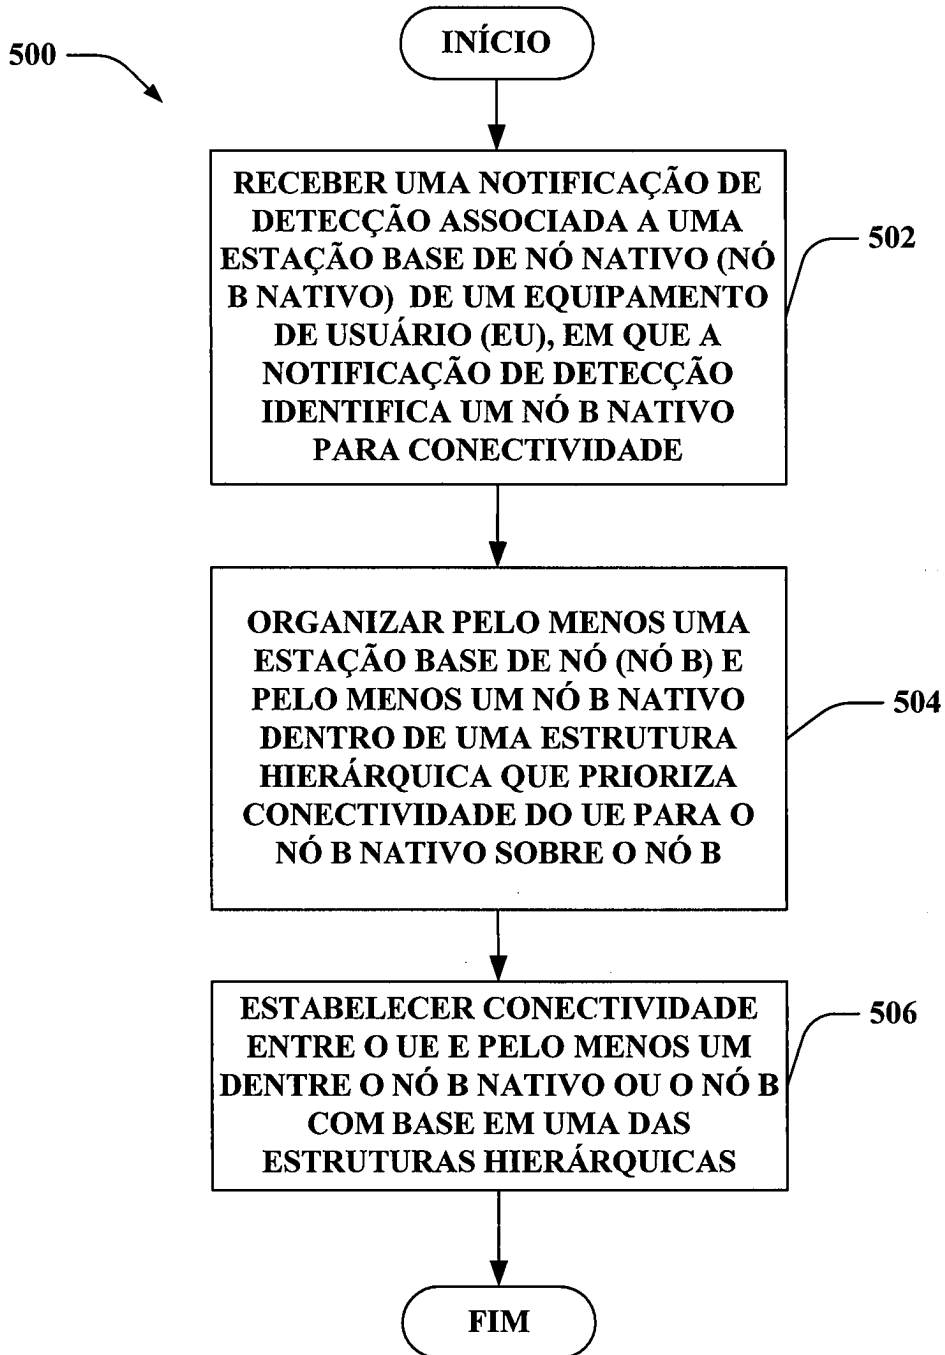 INÍCIO
500
RECEBER UMA NOTIFICAÇÃO DE
DETECÇÃO ASSOCIADA A UMA
ESTAÇÃO BASE DE NÓ NATIVO (NÓ
B NATIVO) DE UM EQUIPAMENTO
DE USUÁRIO (EU), EM QUE A
NOTIFICAÇÃO DE DETECÇÃO
IDENTIFICA UM NÓ B NATIVO
PARA CONECTIVIDADE
502
ORGANIZAR PELO MENOS UMA
ESTAÇÃO BASE DE NÓ (NÓ B) E
PELO MENOS UM NÓ B NATIVO
DENTRO DE UMA ESTRUTURA
HIERÁRQUICA QUE PRIORIZA
CONECTIVIDADE DO UE PARA O
NÓ B NATIVO SOBRE O NÓ B
504
ESTABELECER CONECTIVIDADE
ENTRE O UE E PELO MENOS UM
DENTRE O NÓ B NATIVO OU O NÓ B
COM BASE EM UMA DAS
ESTRUTURAS HIERÁRQUICAS
506
FIM